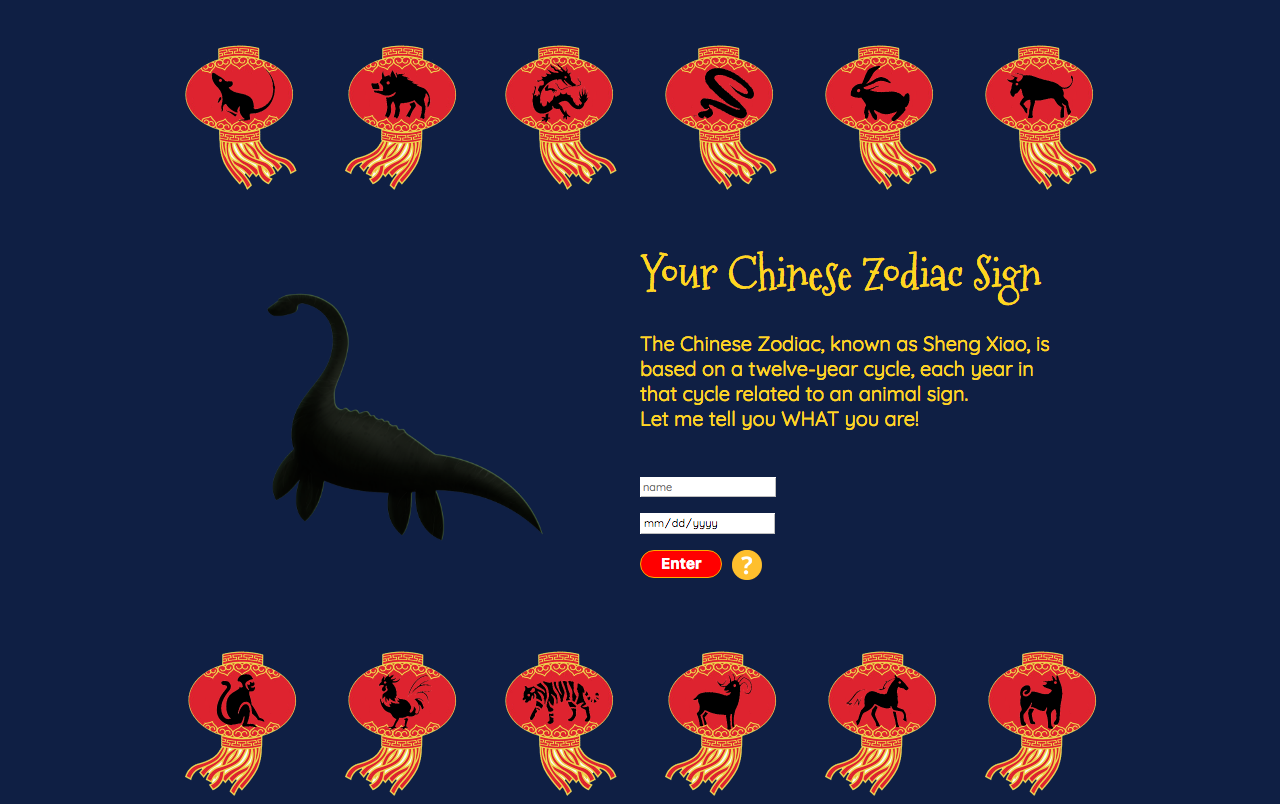 Your Chinese Zodiac Sign
The Chinese Zodiac, known as Sheng Xiao, is
based on a twelve-year cycle, each year in
that cycle related to an animal sign.
Let me tell you WHAT you are!
name
mm/dd/yyyy
Enter ?